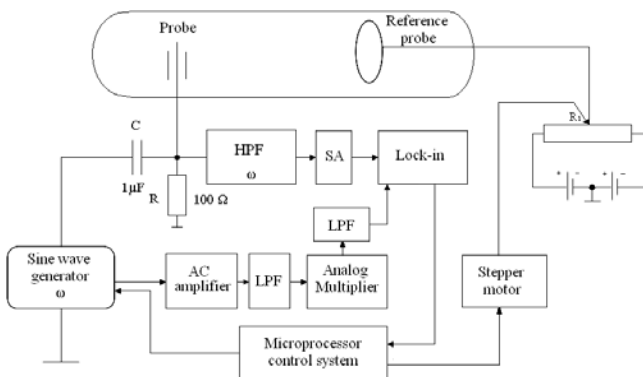 Probe
Reference
probe
C
1μF
R
100 Ω
HPF
ω
SA
Lock-in
R₁
+ - + -
LPF
Sine wave
generator
ω
AC
amplifier
LPF
Analog
Multiplier
Stepper
motor
Microprocessor
control system